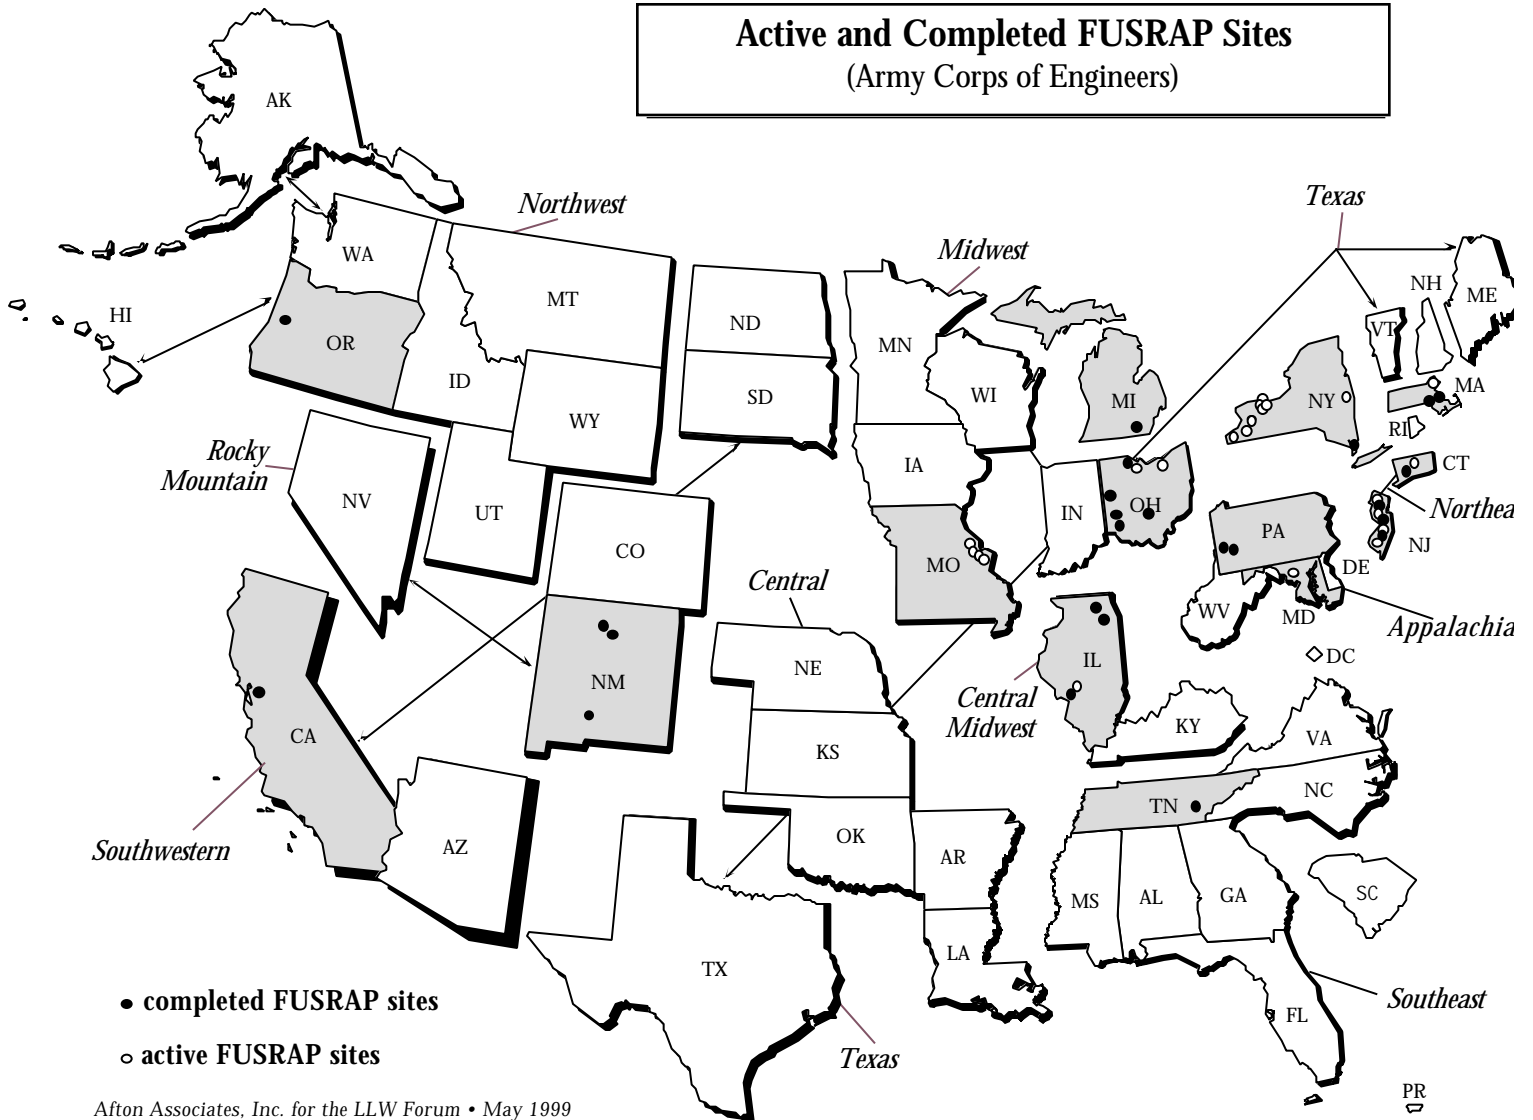 Active and Completed FUSRAP Sites
(Army Corps of Engineers)
AK
Northwest
Texas
WA
MT
Midwest
NH
ME
HI
OR
ND
MN
VT
ID
SD
WI
MI
NY
MA
WY
RI
Rocky
Mountain
NV
UT
IA
IN
OH
CT
Northea
CO
MO
PA
NJ
DE
Central
WV
MD
Appalachia
NM
NE
Central
Midwest
IL
DC
CA
KS
KY
VA
TN
NC
Southwestern
AZ
OK
AR
MS
AL
GA
SC
TX
LA
completed FUSRAP sites
Southeast
FL
active FUSRAP sites
Texas
PR
Afton Associates, Inc. for the LLW Forum • May 1999